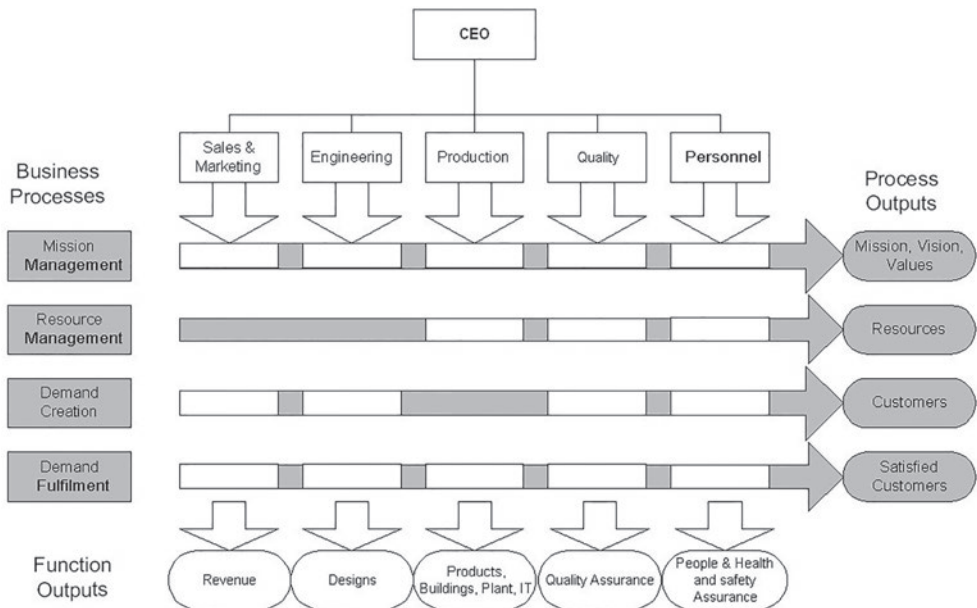 CEO
Sales &
Marketing
Engineering
Production
Quality
Personnel
Business
Processes
Process
Outputs
Mission
Management
Mission, Vision,
Values
Resource
Management
Resources
Demand
Creation
Customers
Demand
Fulfilment
Satisfied
Customers
Function
Outputs
Revenue
Designs
Products,
Buildings, Plant, IT
Quality Assurance
People & Health
and safety
Assurance